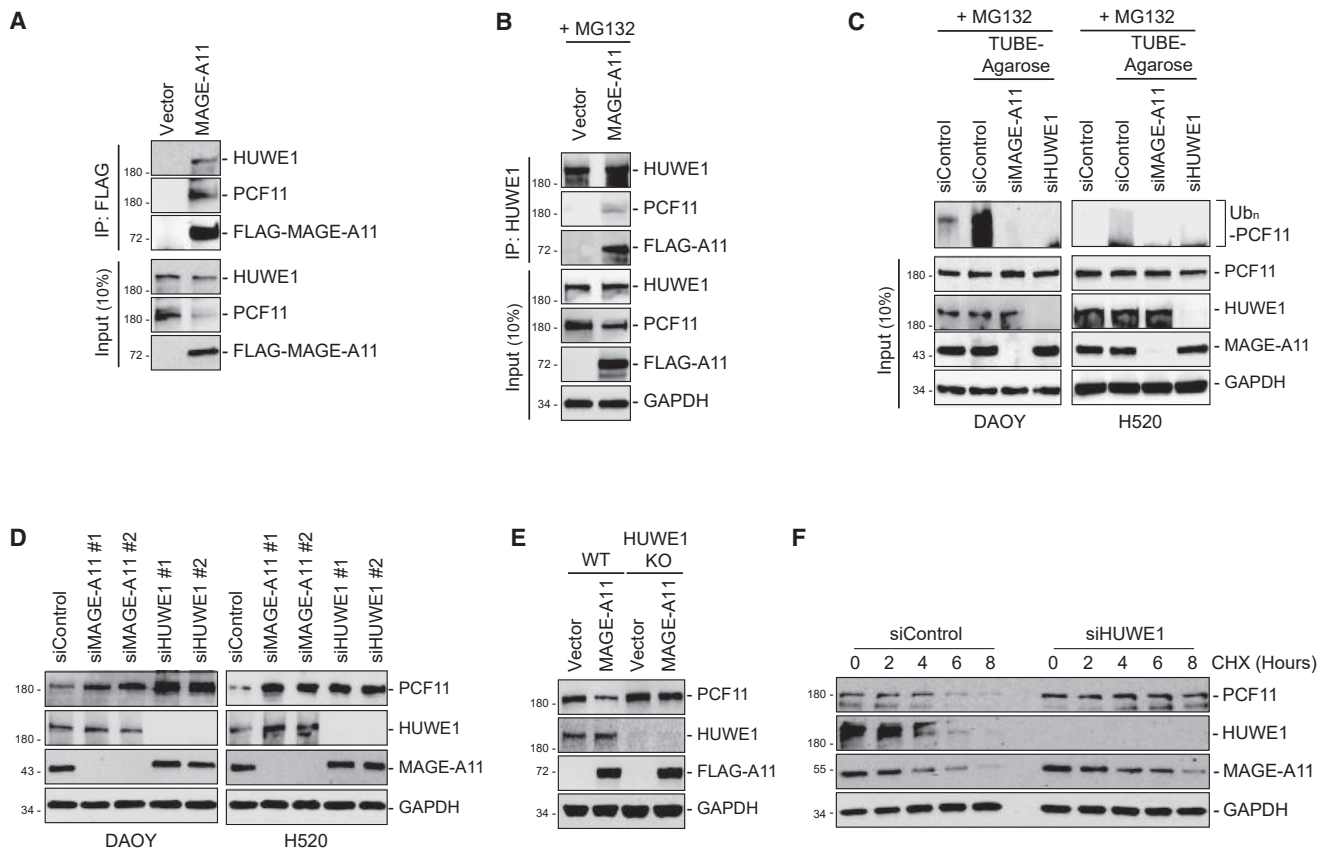 A
Vector
MAGE-A11
IP: FLAG
180 -
- HUWE1
180 -
- PCF11
72 -
- FLAG-MAGE-A11
Input (10%)
180 -
- HUWE1
180 -
- PCF11
72 -
- FLAG-MAGE-A11
B
+ MG132
Vector
MAGE-A11
IP: HUWE1
180 -
- HUWE1
180 -
- PCF11
72 -
- FLAG-A11
Input (10%)
180 -
- HUWE1
180 -
- PCF11
72 -
- FLAG-A11
34 -
- GAPDH
C
+ MG132 + MG132
TUBE- TUBE-
Agarose Agarose
siControl
siControl
siMAGE-A11
siHUWE1
siControl
siControl
siMAGE-A11
siHUWE1
Ubn
-PCF11
Input (10%)
180 -
- PCF11
180 -
- HUWE1
43 -
- MAGE-A11
34 -
- GAPDH
DAOY H520
D
siControl
siMAGE-A11 #1
siMAGE-A11 #2
siHUWE1 #1
siHUWE1 #2
siControl
siMAGE-A11 #1
siMAGE-A11 #2
siHUWE1 #1
siHUWE1 #2
180 -
- PCF11
180 -
- HUWE1
43 -
- MAGE-A11
34 -
- GAPDH
DAOY H520
E
HUWE1
WT KO
Vector
MAGE-A11
Vector
MAGE-A11
180 -
- PCF11
180 -
- HUWE1
72 -
- FLAG-A11
34 -
- GAPDH
F
siControl siHUWE1
0 2 4 6 8 0 2 4 6 8 CHX (Hours)
180 -
- PCF11
180 -
- HUWE1
55 -
- MAGE-A11
34 -
- GAPDH